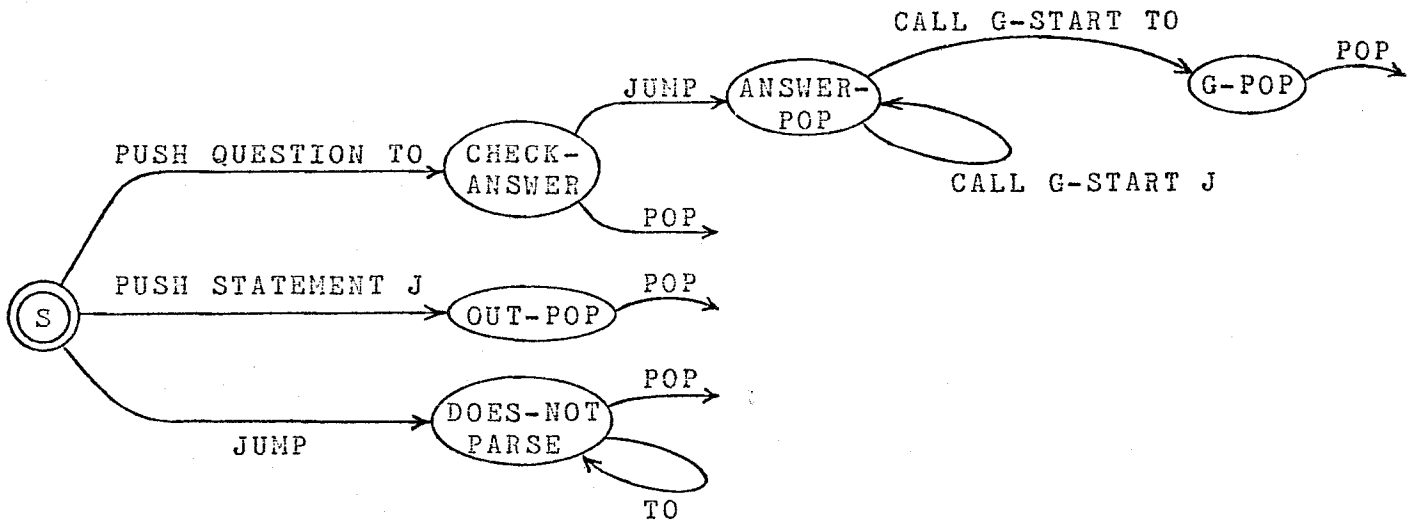 CALL G-START TO
POP
G-POP
JUMP
ANSWER-
POP
PUSH QUESTION TO
CHECK-
ANSWER
CALL G-START J
POP
PUSH STATEMENT J
POP
S
OUT-POP
POP
DOES-NOT
PARSE
JUMP
TO